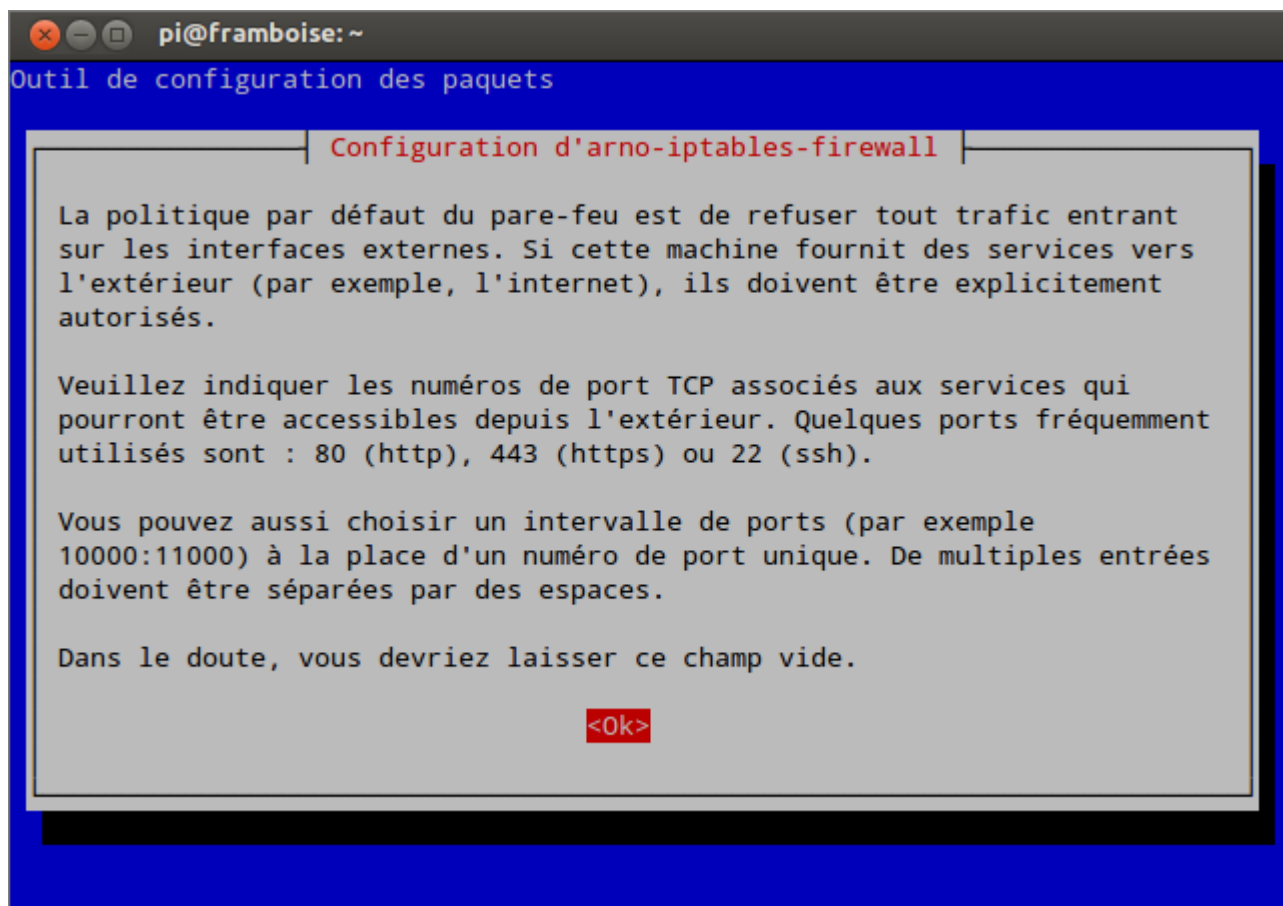 pi@framboise: ~
Outil de configuration des paquets
Configuration d'arno-iptables-firewall
La politique par défaut du pare-feu est de refuser tout trafic entrant
sur les interfaces externes. Si cette machine fournit des services vers
l'extérieur (par exemple, l'internet), ils doivent être explicitement
autorisés.
Veuillez indiquer les numéros de port TCP associés aux services qui
pourront être accessibles depuis l'extérieur. Quelques ports fréquemment
utilisés sont : 80 (http), 443 (https) ou 22 (ssh).
Vous pouvez aussi choisir un intervalle de ports (par exemple
10000:11000) à la place d'un numéro de port unique. De multiples entrées
doivent être séparées par des espaces.
Dans le doute, vous devriez laisser ce champ vide.
<Ok>